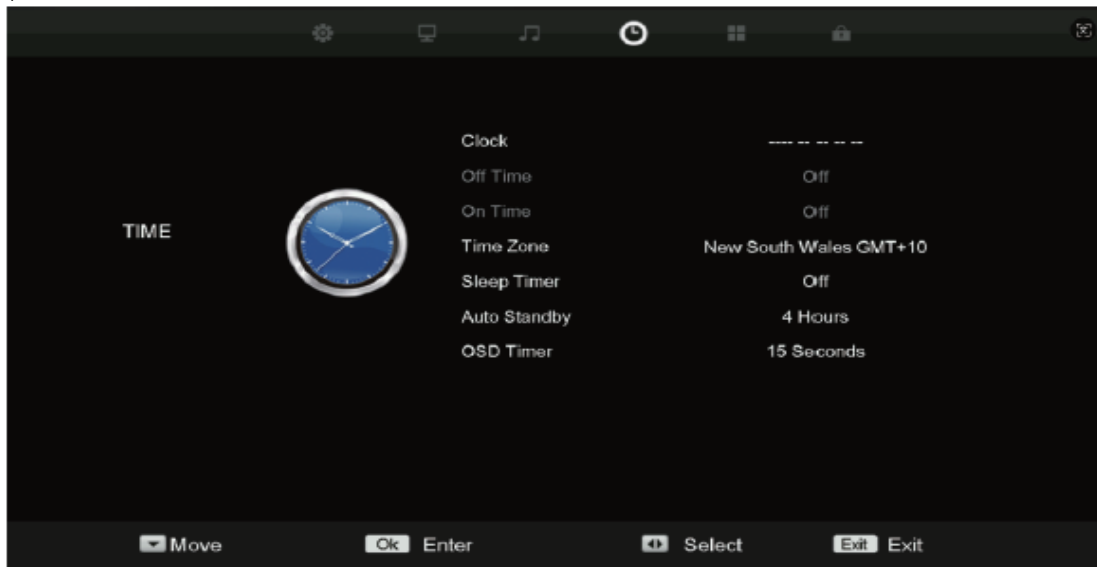 Clock ---- -- -- -- --
Off Time Off
On Time Off
TIME
Time Zone New South Wales GMT+10
Sleep Timer Off
Auto Standby 4 Hours
OSD Timer 15 Seconds
Move Ok Enter Select Exit Exit